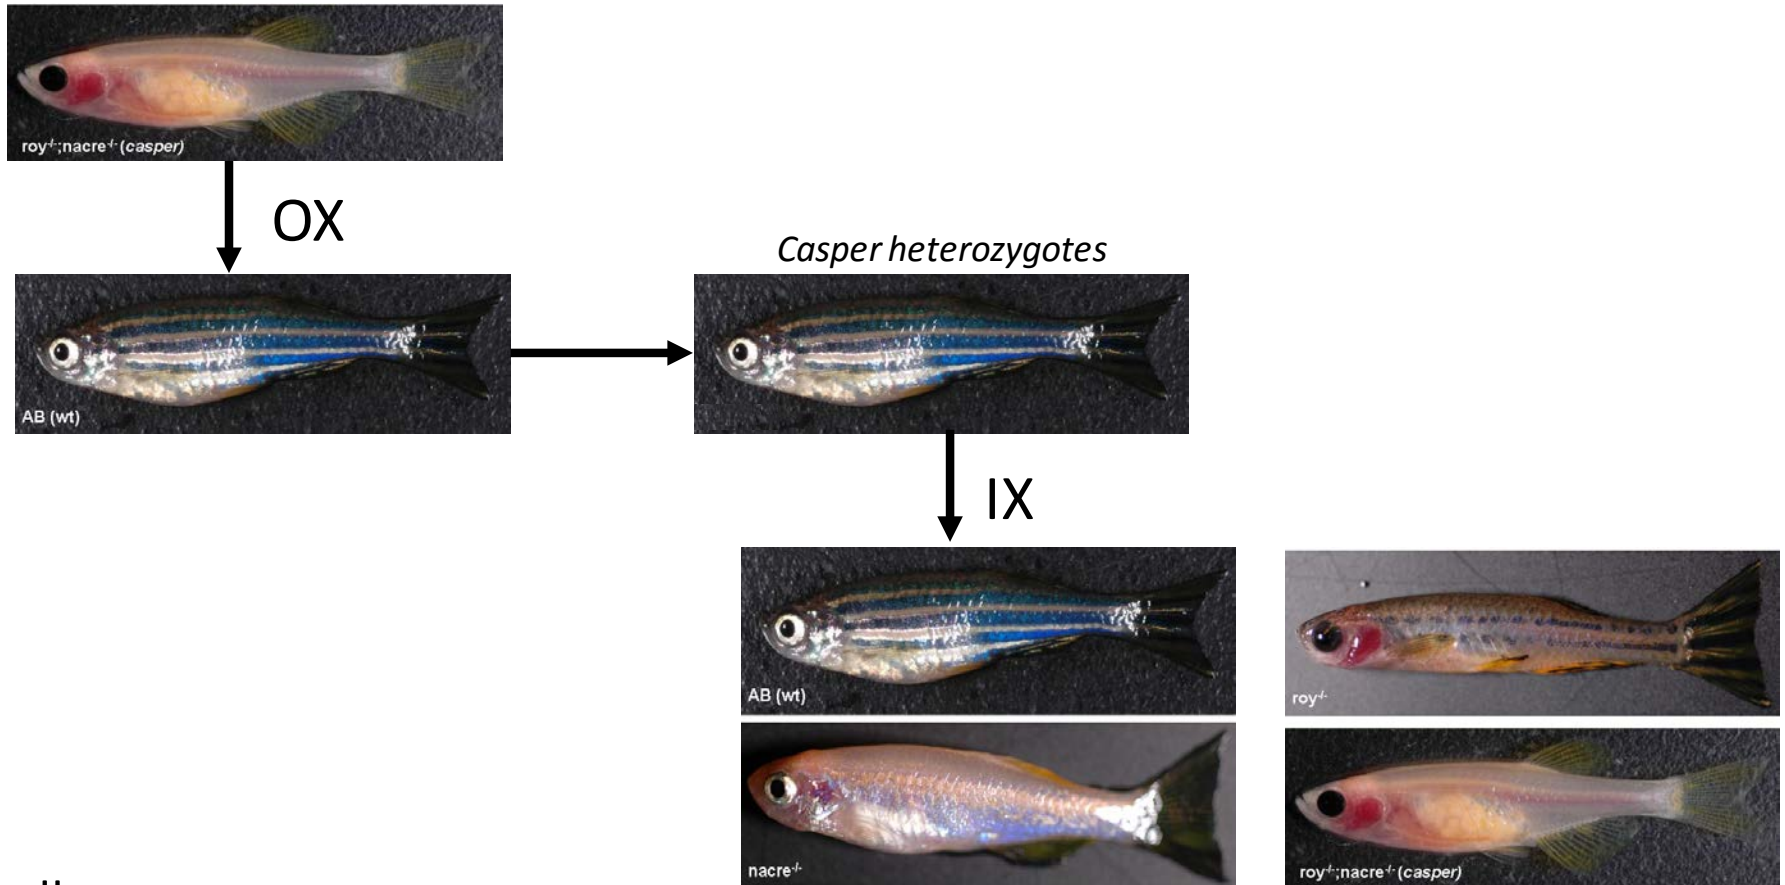 roy-/-;nacre-/- (casper)
OX
Casper heterozygotes
AB (wt)
IX
AB (wt)
roy-/-
nacre-/-
roy-/-;nacre-/- (casper)